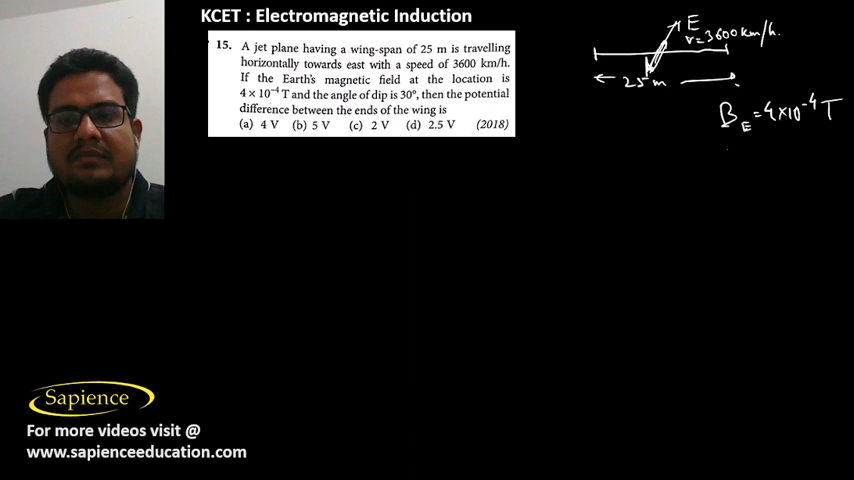 KCET : Electromagnetic Induction
15. A jet plane having a wing-span of 25 m is travelling
horizontally towards east with a speed of 3600 km/h.
If the Earth's magnetic field at the location is
4 × 10⁻⁴ T and the angle of dip is 30°, then the potential
difference between the ends of the wing is
(a) 4 V (b) 5 V (c) 2 V (d) 2.5 V (2018)
E
v = 3600 km/h.
25 m
B_E = 4×10⁻⁴ T
Sapience
For more videos visit @
www.sapienceeducation.com